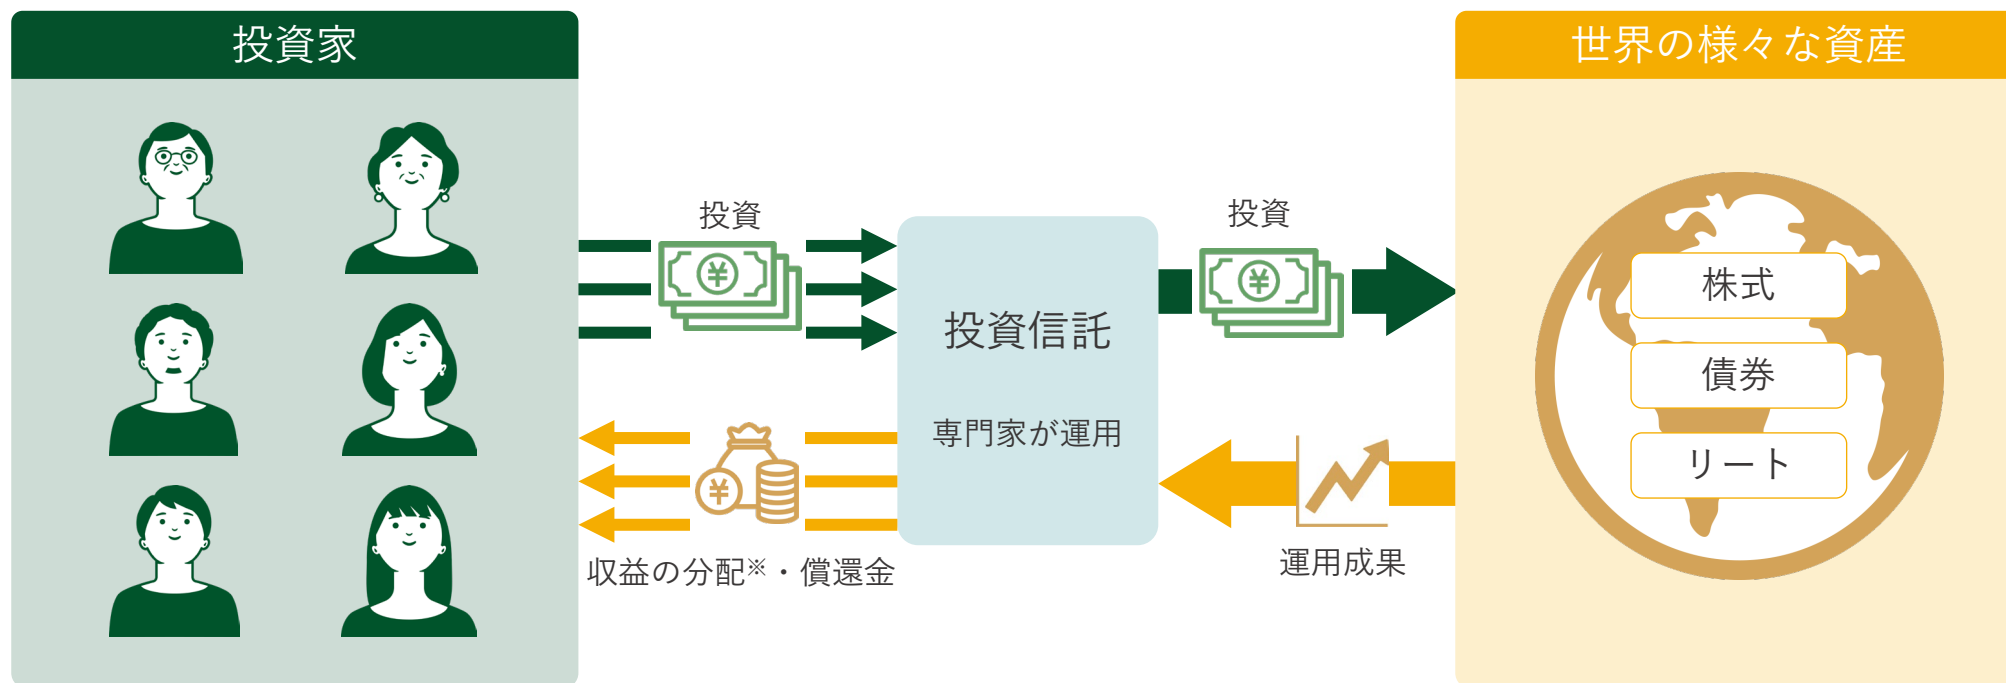 投資家
世界の様々な資産
投資
投資
¥
¥
株式
投資信託
債券
専門家が運用
リート
¥
収益の分配※・償還金
運用成果